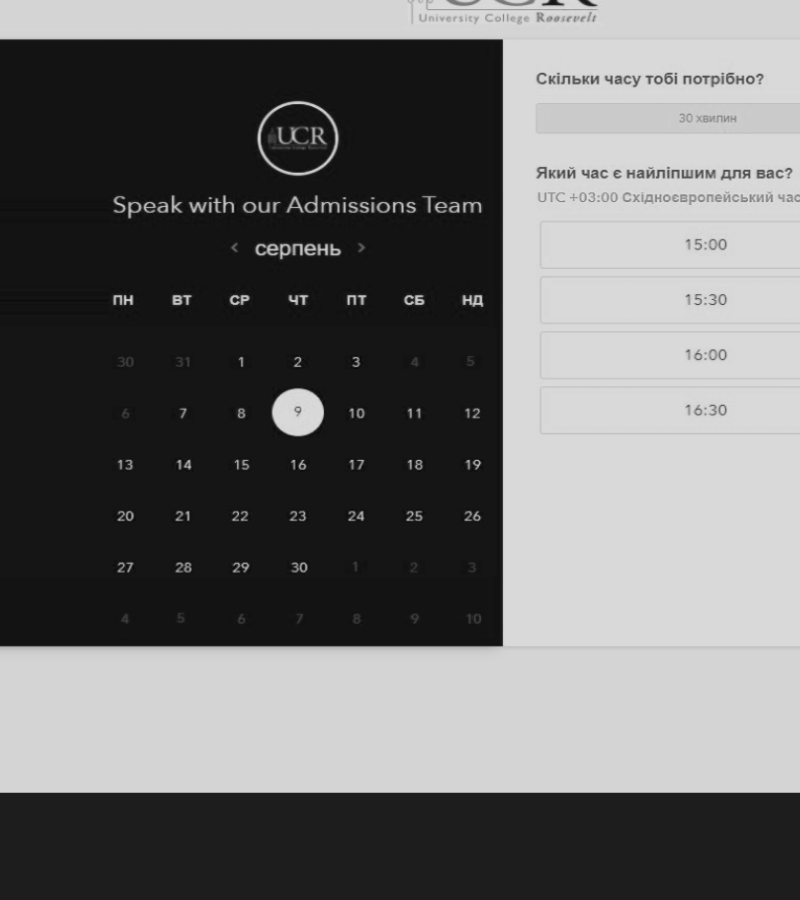 UCR
University College Roosevelt
UCR
Speak with our Admissions Team
< серпень >
ПН ВТ СР ЧТ ПТ СБ НД
30 31 1 2 3 4 5
6 7 8 9 10 11 12
13 14 15 16 17 18 19
20 21 22 23 24 25 26
27 28 29 30 1 2 3
4 5 6 7 8 9 10
Скільки часу тобі потрібно?
30 хвилин
Який час є найліпшим для вас?
UTC +03:00 Східноєвропейський час
15:00
15:30
16:00
16:30